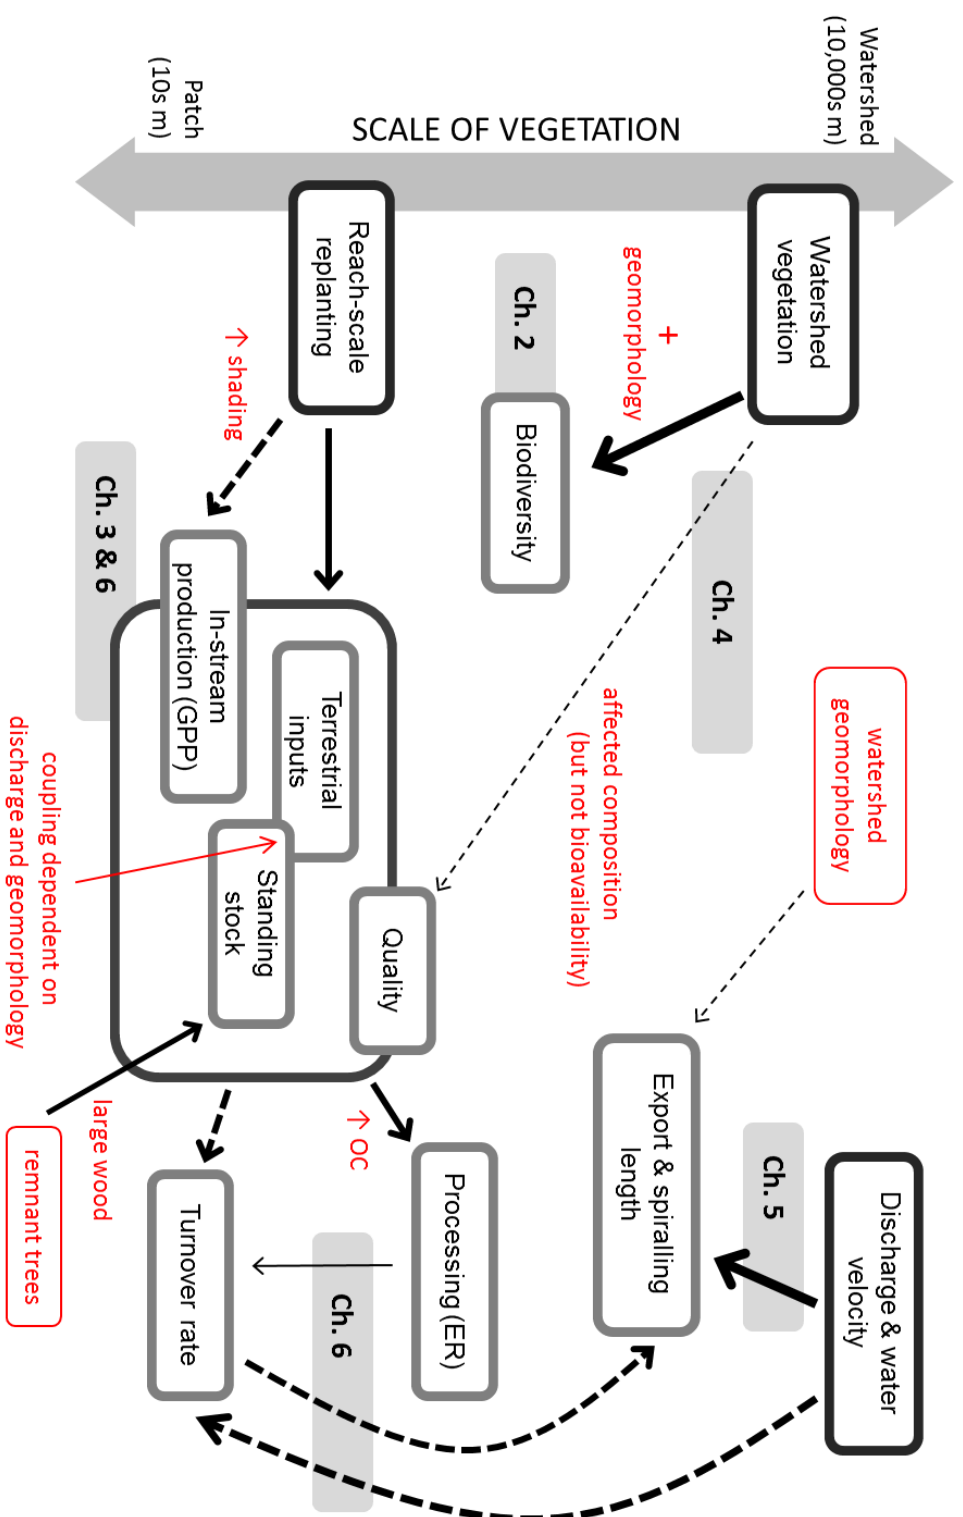 Watershed
(10,000s m)
SCALE OF VEGETATION
Patch
(10s m)
Watershed
vegetation
+
geomorphology
Ch. 2
Biodiversity
Reach-scale
replanting
↑ shading
Ch. 3 & 6
In-stream
production (GPP)
Terrestrial
inputs
Standing
stock
Quality
Ch. 4
affected composition
(but not bioavailability)
watershed
geomorphology
coupling dependent on
discharge and geomorphology
large wood
remnant trees
↑ OC
Processing (ER)
Turnover rate
Ch. 6
Export & spiralling
length
Ch. 5
Discharge & water
velocity